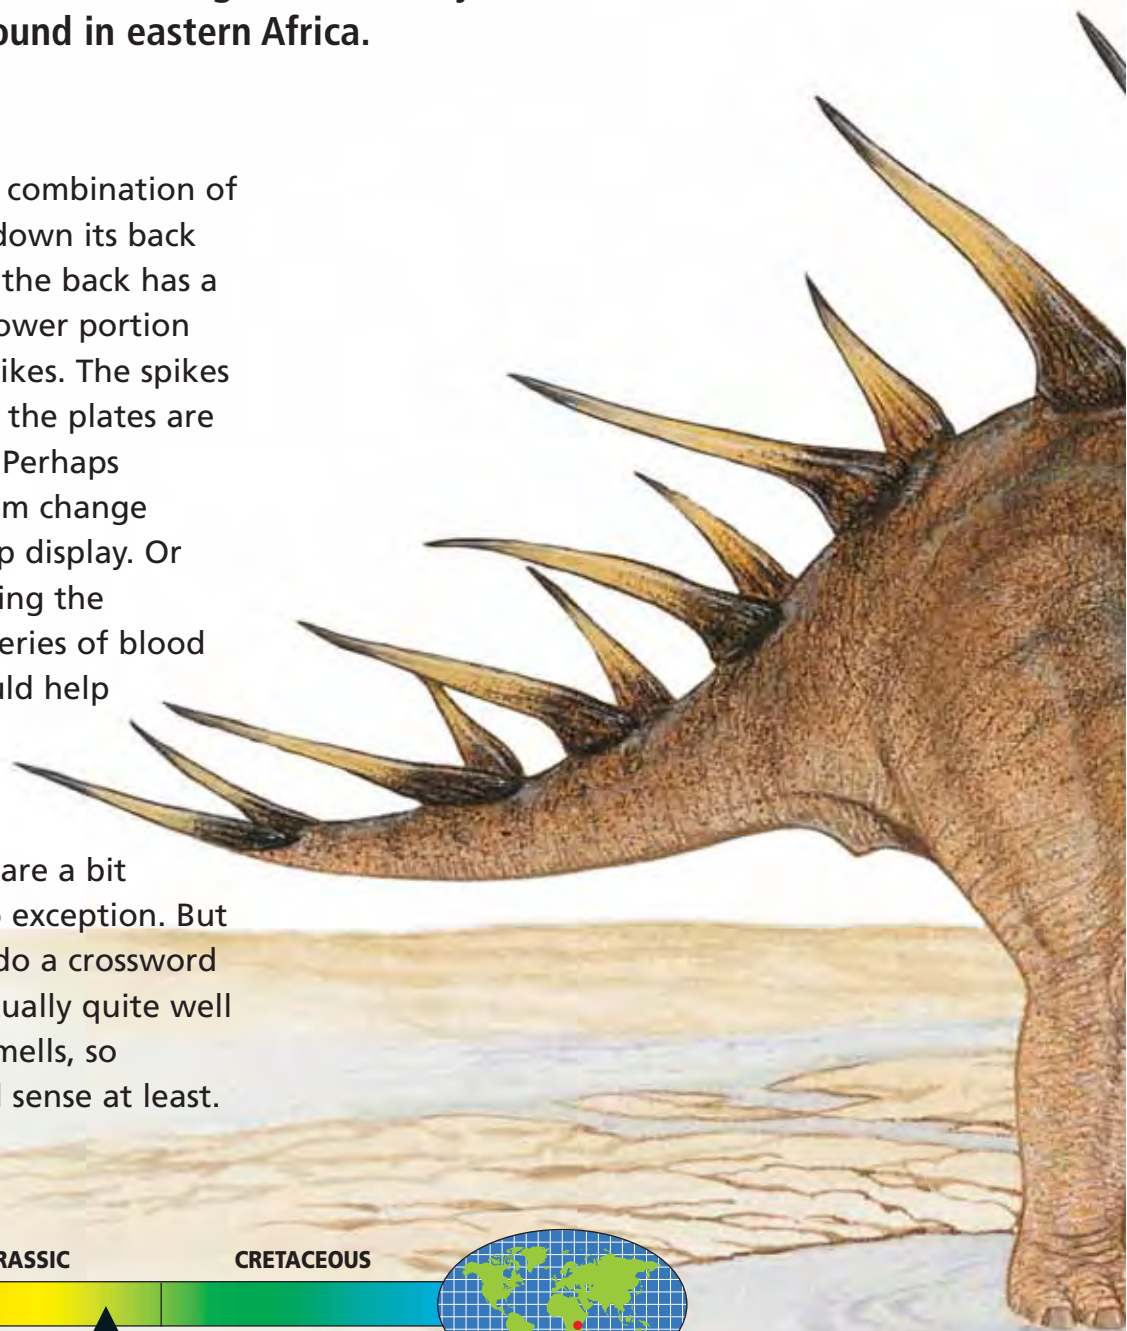 ound in eastern Africa.
combination of
down its back
the back has a
ower portion
ikes. The spikes
the plates are
Perhaps
m change
p display. Or
ing the
eries of blood
uld help
are a bit
exception. But
do a crossword
ually quite well
mells, so
sense at least.
RASSIC
CRETACEOUS